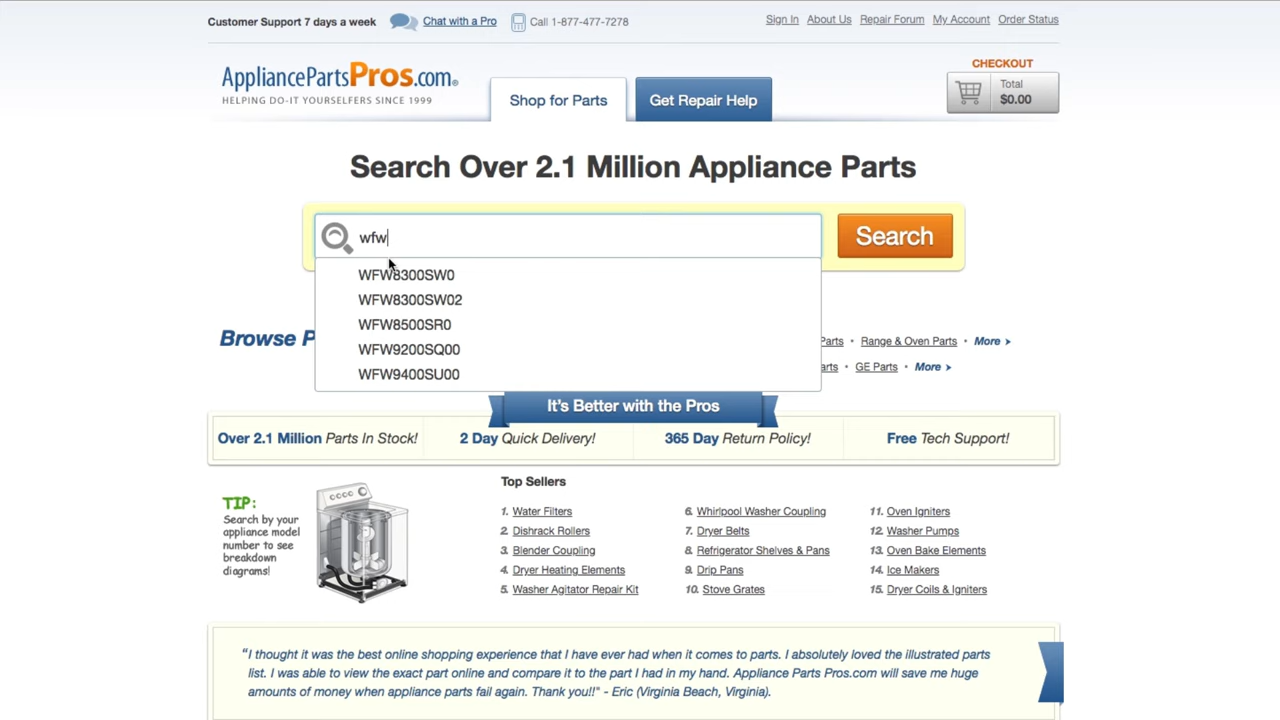 Customer Support 7 days a week Chat with a Pro Call 1-877-477-7278 Sign In About Us Repair Forum My Account Order Status
AppliancePartsPros.com®
HELPING DO-IT YOURSELFERS SINCE 1999
Shop for Parts
Get Repair Help
CHECKOUT
Total
$0.00
Search Over 2.1 Million Appliance Parts
wfw
Search
WFW8300SW0
WFW8300SW02
WFW8500SR0
WFW9200SQ00
WFW9400SU00
Browse P
Parts • Range & Oven Parts • More
arts • GE Parts • More
It's Better with the Pros
Over 2.1 Million Parts In Stock! 2 Day Quick Delivery! 365 Day Return Policy! Free Tech Support!
TIP:
Search by your
appliance model
number to see
breakdown
diagrams!
Top Sellers
1. Water Filters
2. Dishrack Rollers
3. Blender Coupling
4. Dryer Heating Elements
5. Washer Agitator Repair Kit
6. Whirlpool Washer Coupling
7. Dryer Belts
8. Refrigerator Shelves & Pans
9. Drip Pans
10. Stove Grates
11. Oven Igniters
12. Washer Pumps
13. Oven Bake Elements
14. Ice Makers
15. Dryer Coils & Igniters
"I thought it was the best online shopping experience that I have ever had when it comes to parts. I absolutely loved the illustrated parts
list. I was able to view the exact part online and compare it to the part I had in my hand. Appliance Parts Pros.com will save me huge
amounts of money when appliance parts fail again. Thank you!!" - Eric (Virginia Beach, Virginia).